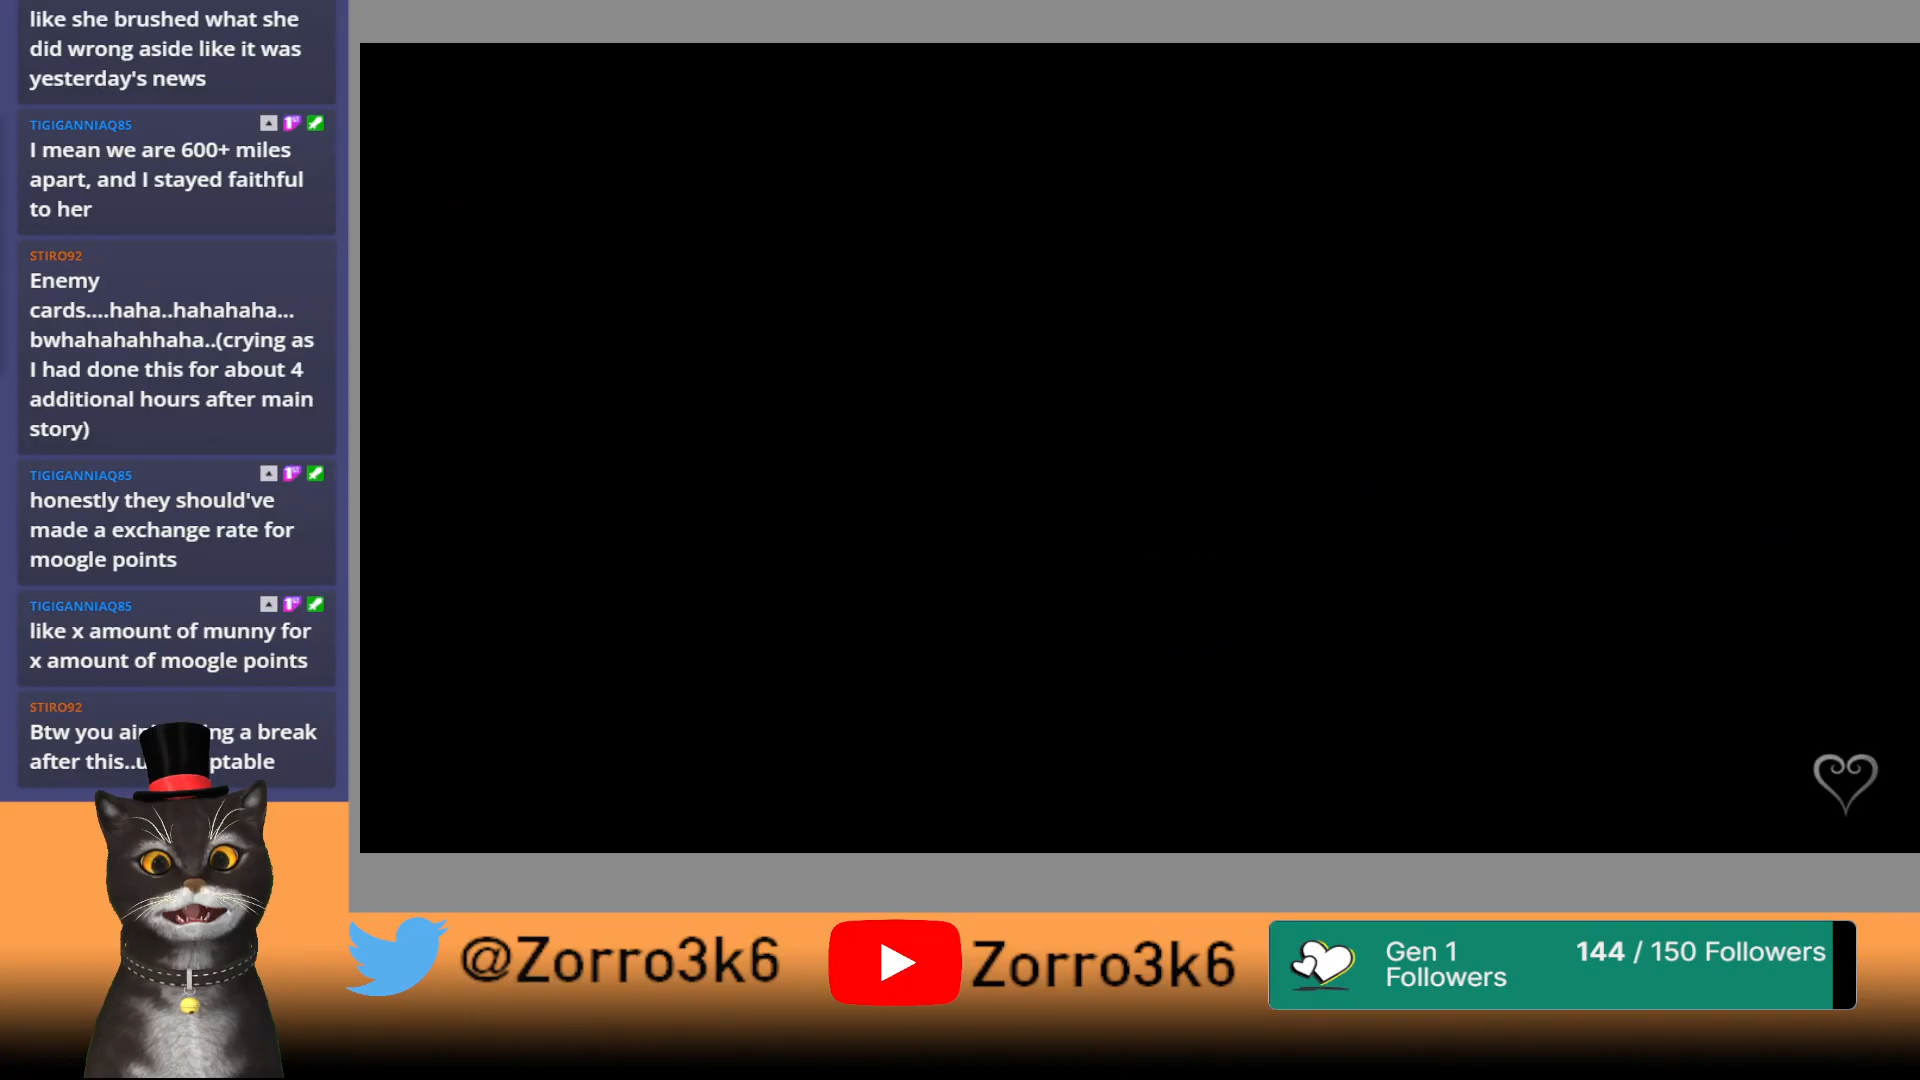 like she brushed what she
did wrong aside like it was
yesterday's news
TIGIGANNIAQ85
I mean we are 600+ miles
apart, and I stayed faithful
to her
STIRO92
Enemy
cards....haha..hahahaha...
bwhahahahhaha..(crying as
I had done this for about 4
additional hours after main
story)
TIGIGANNIAQ85
honestly they should've
made a exchange rate for
moogle points
TIGIGANNIAQ85
like x amount of munny for
x amount of moogle points
STIRO92
Btw you a break
after
@Zorro3k6
Zorro3k6
Gen 1
Followers
144 / 150 Followers